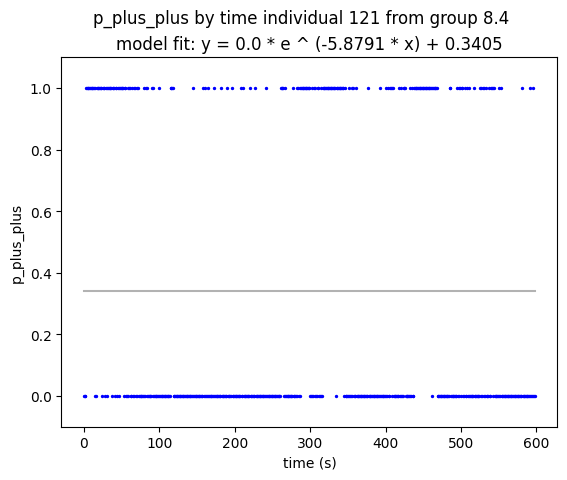 p_plus_plus by time individual 121 from group 8.4
model fit: y = 0.0 * e ^ (-5.8791 * x) + 0.3405
1.0
0.8
0.6
0.4
0.2
0.0
p_plus_plus
0 100 200 300 400 500 600
time (s)